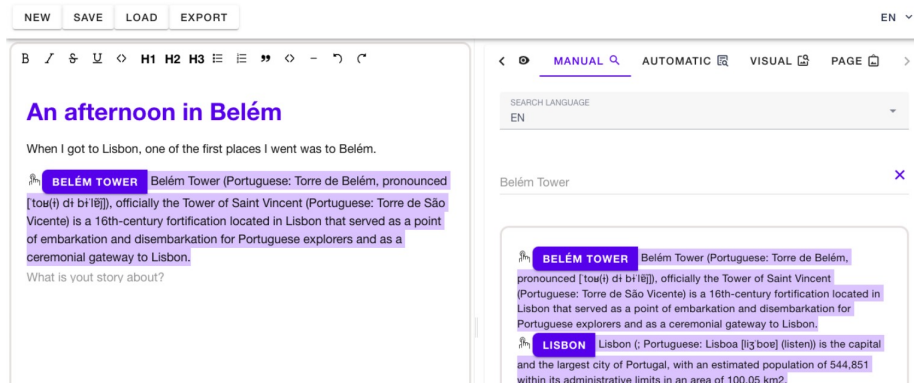 NEW SAVE LOAD EXPORT
EN
B I S U <> H1 H2 H3
An afternoon in Belém
When I got to Lisbon, one of the first places I went was to Belém.
BELÉM TOWER Belém Tower (Portuguese: Torre de Belém, pronounced
[ˈtoʁ(ɨ) dɨ bɨˈlɐ̃j̃]), officially the Tower of Saint Vincent (Portuguese: Torre de São
Vicente) is a 16th-century fortification located in Lisbon that served as a point
of embarkation and disembarkation for Portuguese explorers and as a
ceremonial gateway to Lisbon.
What is yout story about?
MANUAL AUTOMATIC VISUAL PAGE
SEARCH LANGUAGE
EN
Belém Tower
BELÉM TOWER Belém Tower (Portuguese: Torre de Belém,
pronounced [ˈtoʁ(ɨ) dɨ bɨˈlɐ̃j̃]), officially the Tower of Saint Vincent
(Portuguese: Torre de São Vicente) is a 16th-century fortification located in
Lisbon that served as a point of embarkation and disembarkation for
Portuguese explorers and as a ceremonial gateway to Lisbon.
LISBON Lisbon (; Portuguese: Lisboa [liʒˈboɐ] (listen)) is the capital
and the largest city of Portugal, with an estimated population of 544,851
within its administrative limits in an area of 100.05 km2.